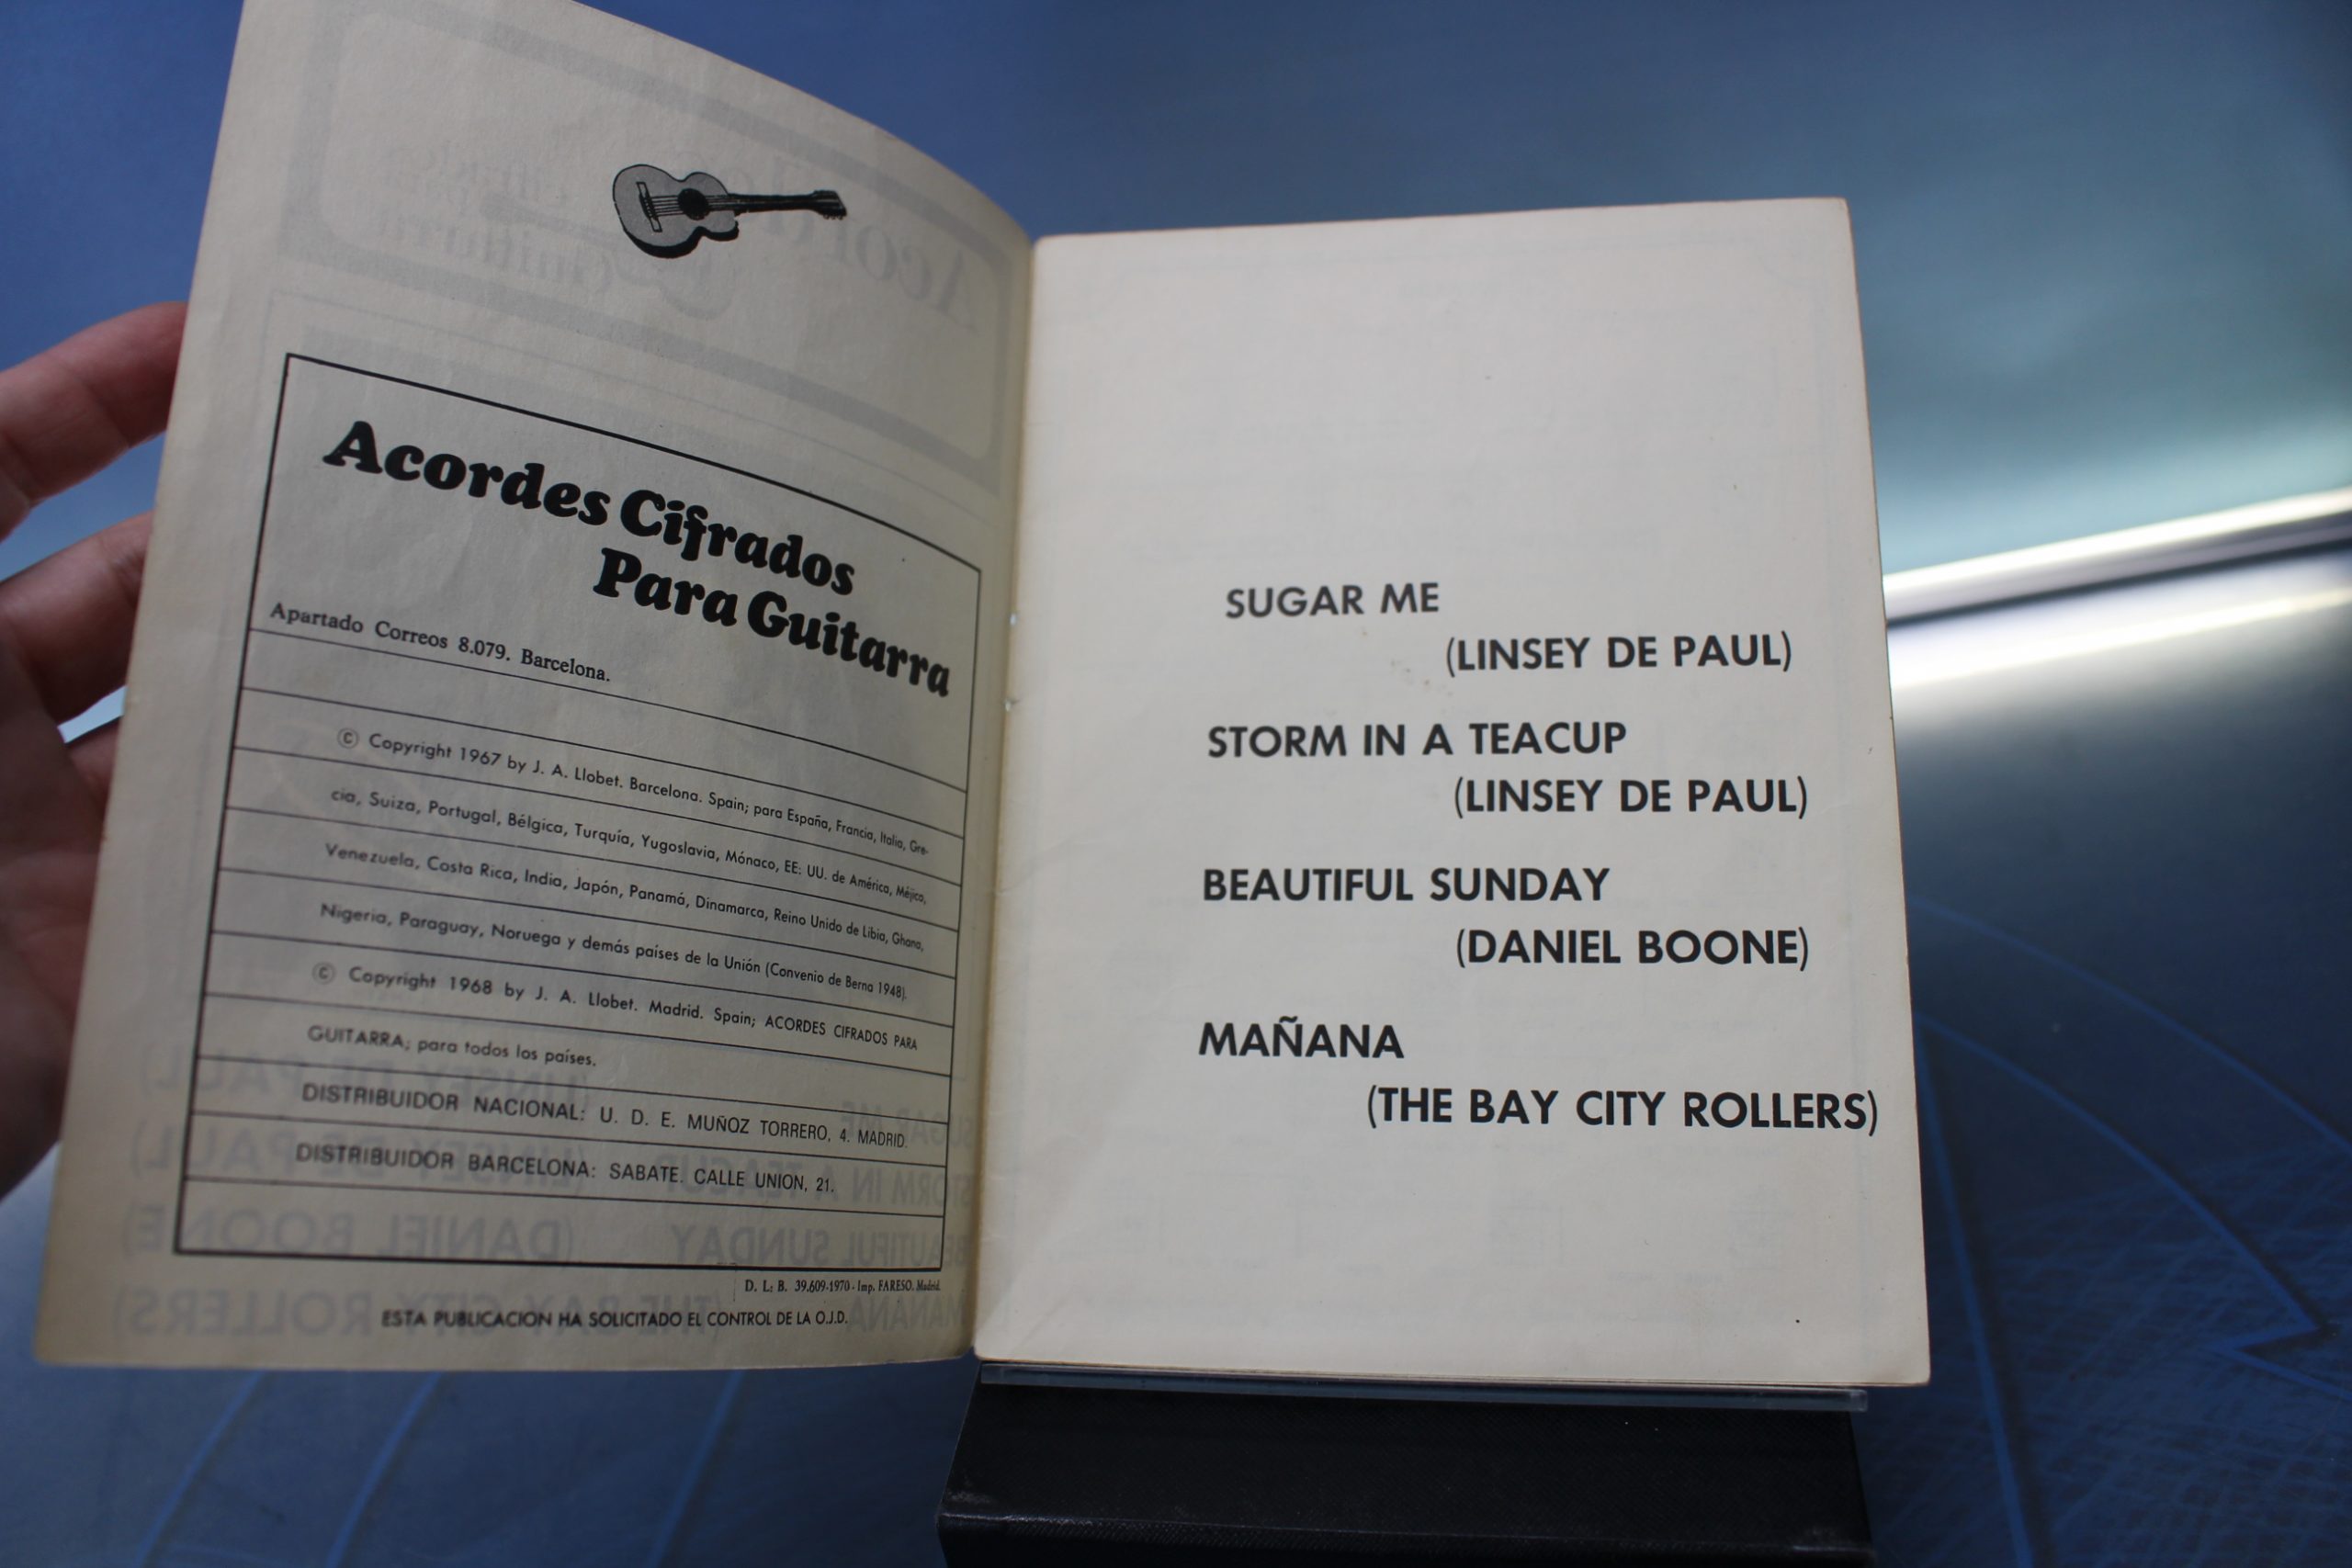 Acordes Cifrados
Para Guitarra
Apartado Correos 8.079. Barcelona.
© Copyright 1967 by J. A. Llobet. Barcelona. Spain; para España, Francia, Italia, Gre-
cia, Suiza, Portugal, Bélgica, Turquía, Yugoslavia, Mónaco, EE: UU. de América, Méjico,
Venezuela, Costa Rica, India, Japón, Panamá, Dinamarca, Reino Unido de Libia, Ghana,
Nigeria, Paraguay, Noruega y demás países de la Unión (Convenio de Berna 1948).
© Copyright 1968 by J. A. Llobet. Madrid. Spain; ACORDES CIFRADOS PARA
GUITARRA; para todos los países.
DISTRIBUIDOR NACIONAL: U. D. E. MUÑOZ TORRERO, 4. MADRID.
DISTRIBUIDOR BARCELONA: SABATE. CALLE UNION, 21.
D. L: B. 39.609-1970 - Imp. FARESO. Madrid.
ESTA PUBLICACION HA SOLICITADO EL CONTROL DE LA O.J.D.
SUGAR ME
(LINSEY DE PAUL)
STORM IN A TEACUP
(LINSEY DE PAUL)
BEAUTIFUL SUNDAY
(DANIEL BOONE)
MAÑANA
(THE BAY CITY ROLLERS)